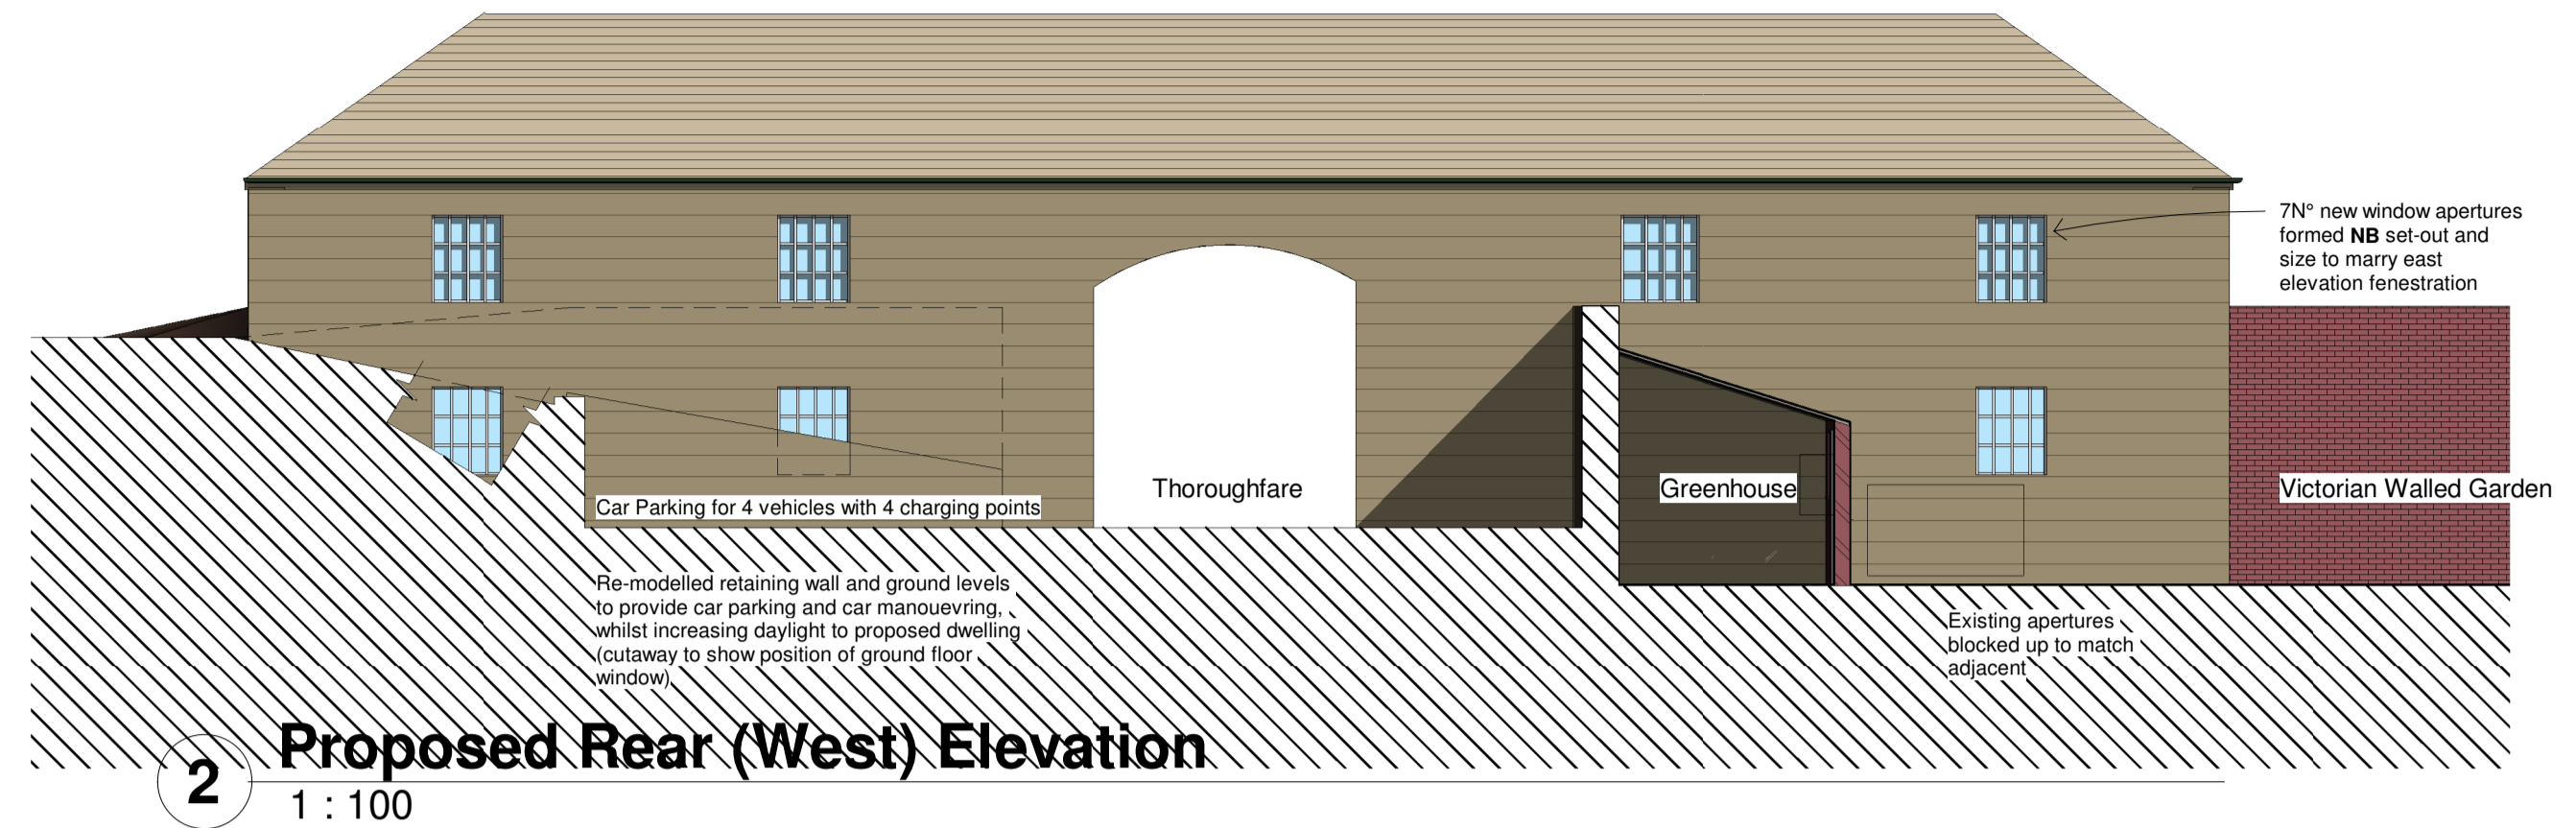 7N° new window apertures
formed NB set-out and
size to marry east
elevation fenestration
Thoroughfare
Greenhouse
Victorian Walled Garden
Car Parking for 4 vehicles with 4 charging points
Re-modelled retaining wall and ground levels
to provide car parking and car manouevring,
whilst increasing daylight to proposed dwelling
(cutaway to show position of ground floor
window)
Existing apertures
blocked up to match
adjacent
2
Proposed Rear (West) Elevation
1 : 100